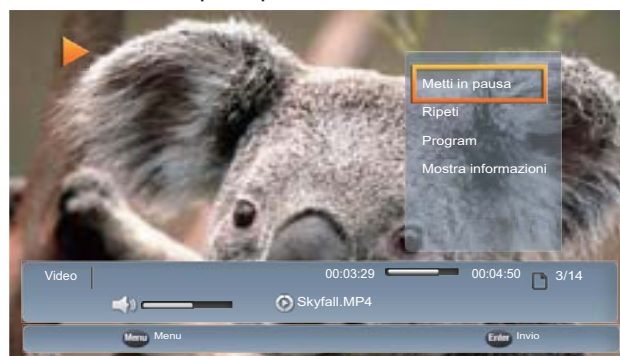 Metti in pausa
Ripeti
Program
Mostra informazioni
Video 00:03:29 00:04:50 3/14
Skyfall.MP4
Menu Menu Enter Invio